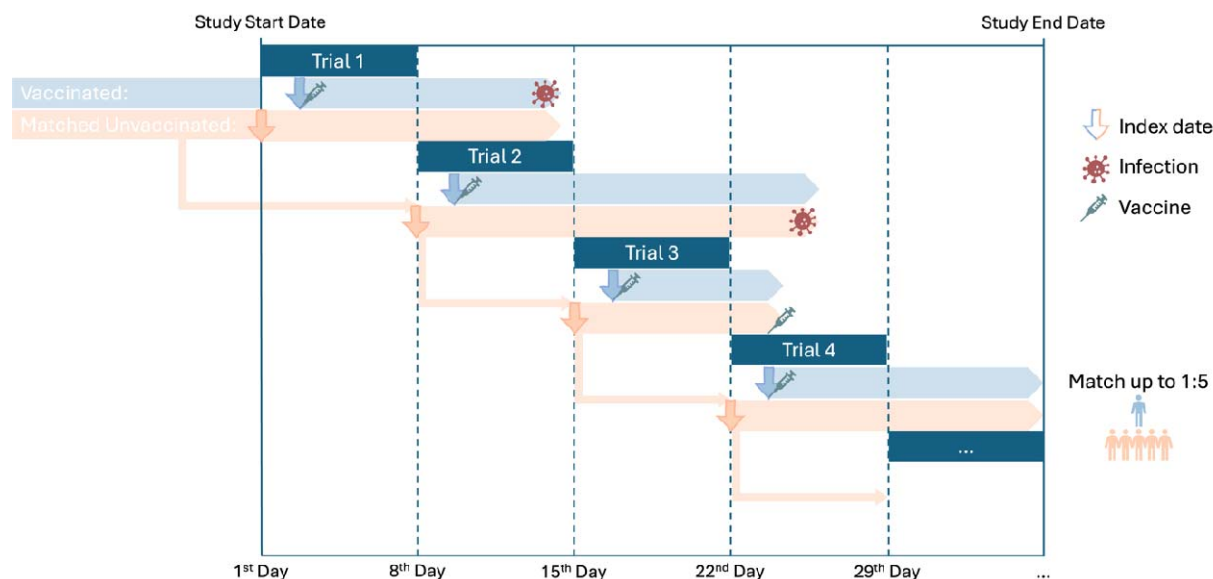 Study Start Date
Study End Date
Trial 1
Vaccinated:
Matched Unvaccinated:
Trial 2
Trial 3
Trial 4
...
Index date
Infection
Vaccine
Match up to 1:5
1st Day
8th Day
15th Day
22nd Day
29th Day
...